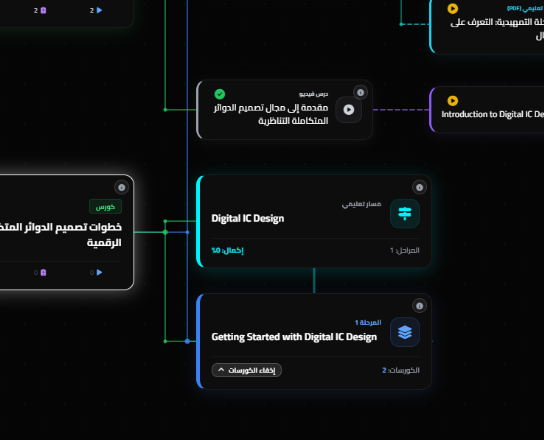 2
2
تعليمي (PDF)
حلة التمهيدية: التعرف على
ال
درس فيديو
مقدمة إلى مجال تصميم الدوائر
المتكاملة التناظرية
Introduction to Digital IC De
كورس
خطوات تصميم الدوائر المتك
الرقمية
0
0
مسار تعليمي
Digital IC Design
المراحل: 1
إكمال: 0%
المرحلة 1
Getting Started with Digital IC Design
الكورسات: 2
إخفاء الكورسات